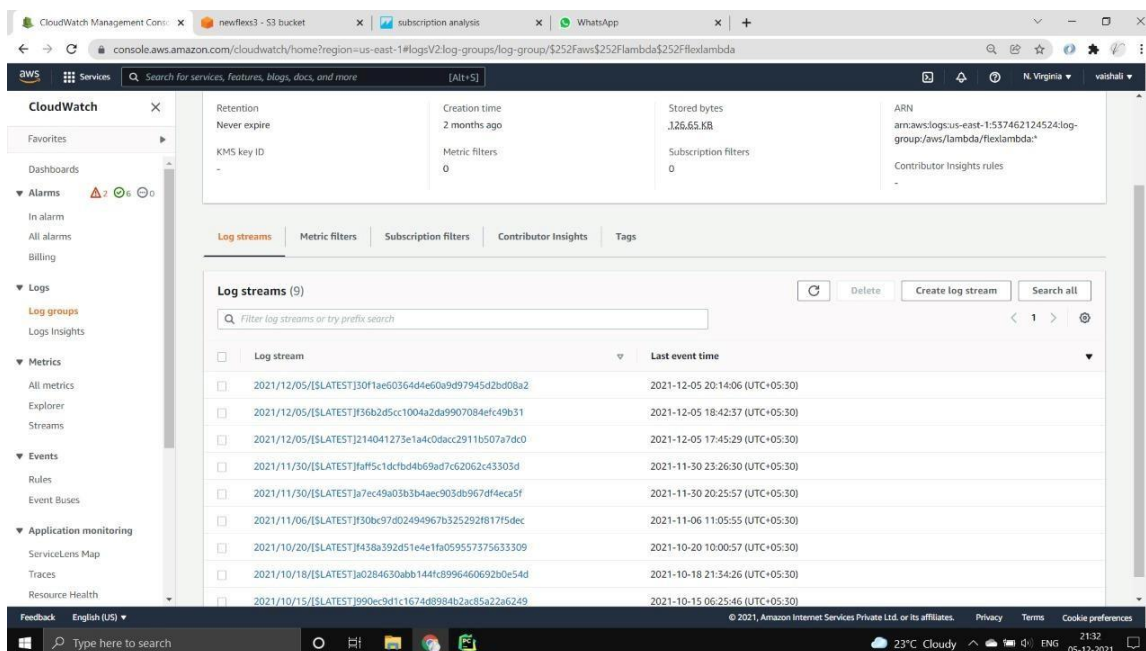 CloudWatch Management Cons
newflexs3 - S3 bucket
subscription analysis
WhatsApp
console.aws.amazon.com/cloudwatch/home?region=us-east-1#logsV2:log-groups/log-group/$252Faws$252Flambda$252Fflexlambda
aws
Services
Search for services, features, blogs, docs, and more
[Alt+S]
N. Virginia
vaishali
CloudWatch
Favorites
Dashboards
Alarms
2
6
0
In alarm
All alarms
Billing
Logs
Log groups
Logs Insights
Metrics
All metrics
Explorer
Streams
Events
Rules
Event Buses
Application monitoring
ServiceLens Map
Traces
Resource Health
Retention
Never expire
KMS key ID
-
Creation time
2 months ago
Metric filters
0
Stored bytes
126.65 KB
Subscription filters
0
ARN
arn:aws:logs:us-east-1:537462124524:log-
group:/aws/lambda/flexlambda:*
Contributor Insights rules
-
Log streams
Metric filters
Subscription filters
Contributor Insights
Tags
Log streams (9)
Delete
Create log stream
Search all
Filter log streams or try prefix search
1
Log stream
Last event time
2021/12/05/[$LATEST]30f1ae60364d4e60a9d97945d2bd08a2
2021-12-05 20:14:06 (UTC+05:30)
2021/12/05/[$LATEST]f36b2d5cc1004a2da9907084efc49b31
2021-12-05 18:42:37 (UTC+05:30)
2021/12/05/[$LATEST]214041273e1a4c0dacc2911b507a7dc0
2021-12-05 17:45:29 (UTC+05:30)
2021/11/30/[$LATEST]faff5c1dcfbd4b69ad7c62062c43303d
2021-11-30 23:26:30 (UTC+05:30)
2021/11/30/[$LATEST]a7ec49a03b3b4aec903db967df4eca5f
2021-11-30 20:25:57 (UTC+05:30)
2021/11/06/[$LATEST]f30bc97d02494967b325292f817f5dec
2021-11-06 11:05:55 (UTC+05:30)
2021/10/20/[$LATEST]f438a392d51e4e1fa059557375633309
2021-10-20 10:00:57 (UTC+05:30)
2021/10/18/[$LATEST]a0284630abb144fc8996460692b0e54d
2021-10-18 21:34:26 (UTC+05:30)
2021/10/15/[$LATEST]990ec9d1c1674d8984b2ac85a22a6249
2021-10-15 06:25:46 (UTC+05:30)
Feedback
English (US)
© 2021, Amazon Internet Services Private Ltd. or its affiliates.
Privacy
Terms
Cookie preferences
Type here to search
23°C Cloudy
ENG
21:32
05-12-2021